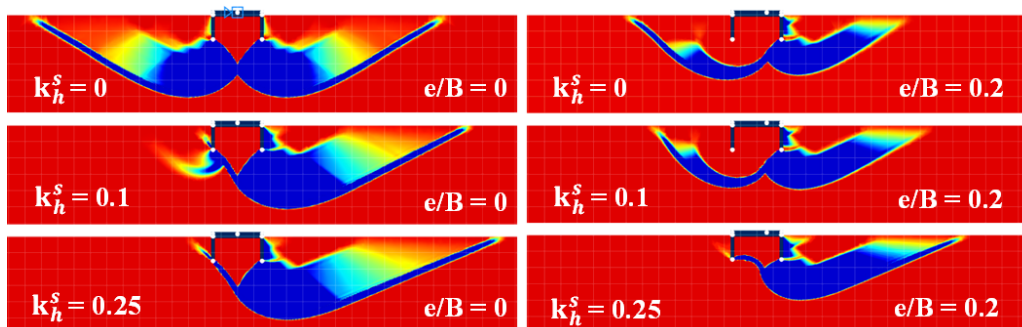 k_h^s = 0 e/B = 0
k_h^s = 0 e/B = 0.2
k_h^s = 0.1 e/B = 0
k_h^s = 0.1 e/B = 0.2
k_h^s = 0.25 e/B = 0
k_h^s = 0.25 e/B = 0.2